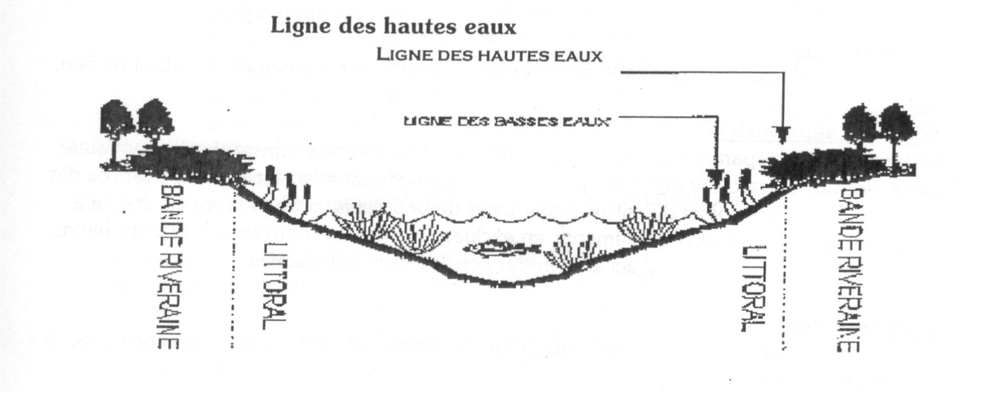 Ligne des hautes eaux
LIGNE DES HAUTES EAUX
LIGNE DES BASSES EAUX
BANDE RIVERAINE
LITTORAL
LITTORAL
BANDE RIVERAINE